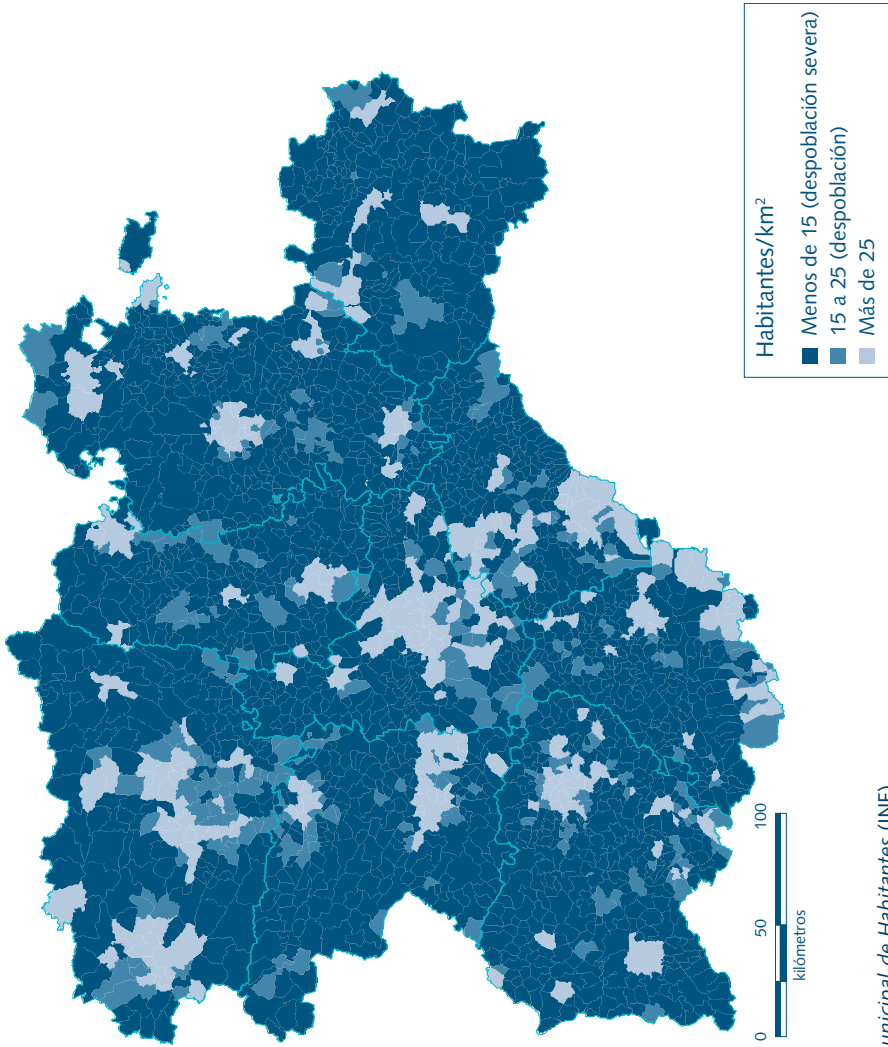 Habitantes/km²
Menos de 15 (despoblación severa)
15 a 25 (despoblación)
Más de 25
0 50 100
kilómetros
de Habitantes (INE)